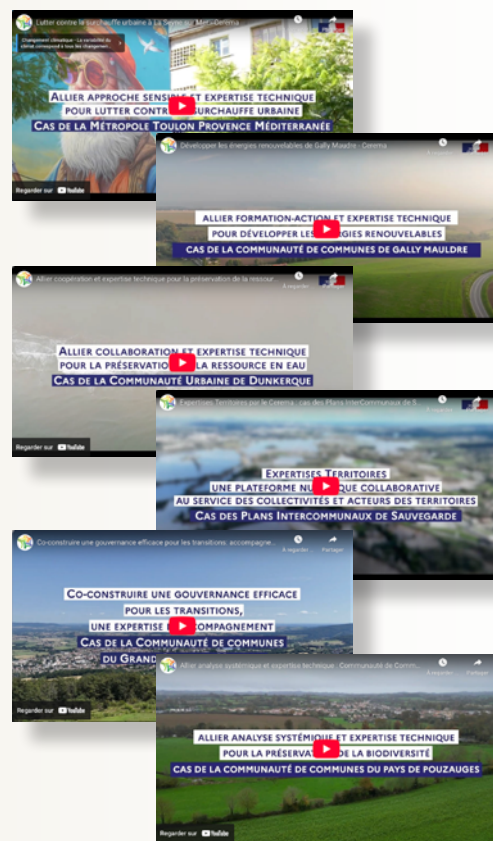 Lutter contre la surchauffe urbaine à La Seyne sur Mer - Cerema
Changement climatique - La variabilité du
climat correspond à tous les changement...
ALLIER APPROCHE SENSIBLE ET EXPERTISE TECHNIQUE
POUR LUTTER CONTRE SURCHAUFFE URBAINE
CAS DE LA MÉTROPOLE TOULON PROVENCE MÉDITERRANÉE
Regarder sur YouTube
Développer les énergies renouvelables de Gally Mauldre - Cerema
ALLIER FORMATION-ACTION ET EXPERTISE TECHNIQUE
POUR DÉVELOPPER LES ÉNERGIES RENOUVELABLES
CAS DE LA COMMUNAUTÉ DE COMMUNES DE GALLY MAULDRE
Allier coopération et expertise technique pour la préservation de la ressour...
À regarder... Partager
ALLIER COLLABORATION ET EXPERTISE TECHNIQUE
POUR LA PRÉSERVATION LA RESSOURCE EN EAU
CAS DE LA COMMUNAUTÉ URBAINE DE DUNKERQUE
Regarder sur YouTube
Expertises Territoires par le Cerema : cas des Plans InterCommunaux de S...
EXPERTISES TERRITOIRES
UNE PLATEFORME NUMÉRIQUE COLLABORATIVE
AU SERVICE DES COLLECTIVITÉS ET ACTEURS DES TERRITOIRES
CAS DES PLANS INTERCOMMUNAUX DE SAUVEGARDE
Co-construire une gouvernance efficace pour les transitions: accompagne...
À regarder... Partager
CO-CONSTRUIRE UNE GOUVERNANCE EFFICACE
POUR LES TRANSITIONS,
UNE EXPERTISE COMPAGNEMENT
CAS DE LA COMMUNAUTÉ DE COMMUNES
DU GRAND
Regarder sur YouTube
Allier analyse systémique et expertise technique : Communauté de Comm...
À regarder... Partager
ALLIER ANALYSE SYSTÉMIQUE ET EXPERTISE TECHNIQUE
POUR LA PRÉSERVATION DE LA BIODIVERSITÉ
CAS DE LA COMMUNAUTÉ DE COMMUNES DU PAYS DE POUZAUGES
Regarder sur YouTube